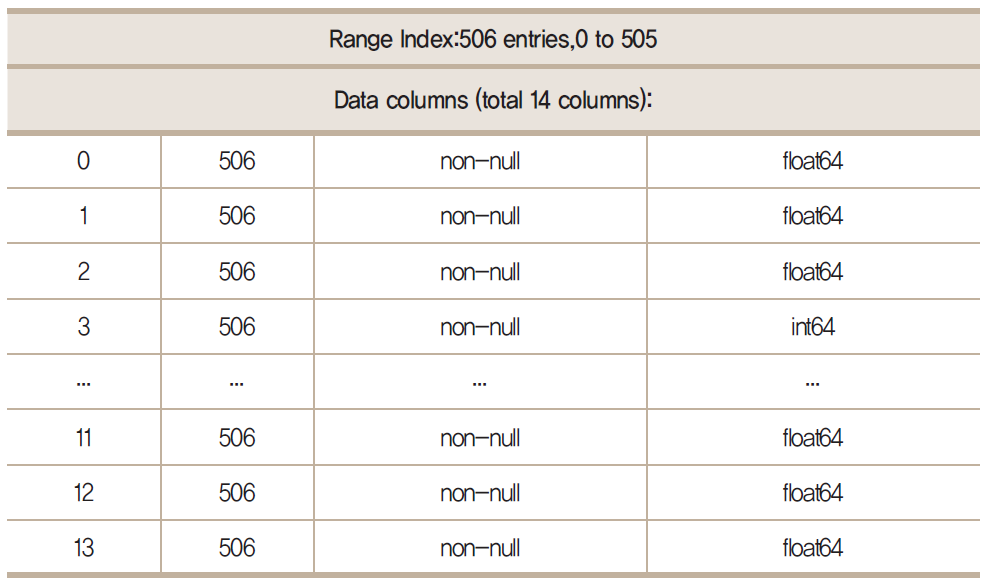 Range Index:506 entries,0 to 505
Data columns (total 14 columns):
0 506 non-null float64
1 506 non-null float64
2 506 non-null float64
3 506 non-null int64
... ... ... ...
11 506 non-null float64
12 506 non-null float64
13 506 non-null float64